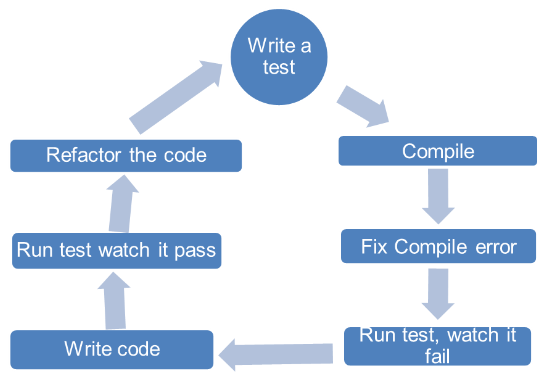 Write a
test
Compile
Fix Compile error
Run test, watch it
fail
Write code
Run test watch it pass
Refactor the code